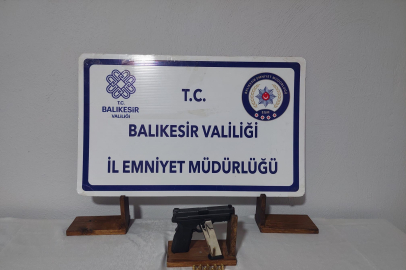 T.C.
BALIKESİR
VALİLİĞİ
T.C.
BALIKESİR VALİLİĞİ
İL EMNİYET MÜDÜRLÜĞÜ